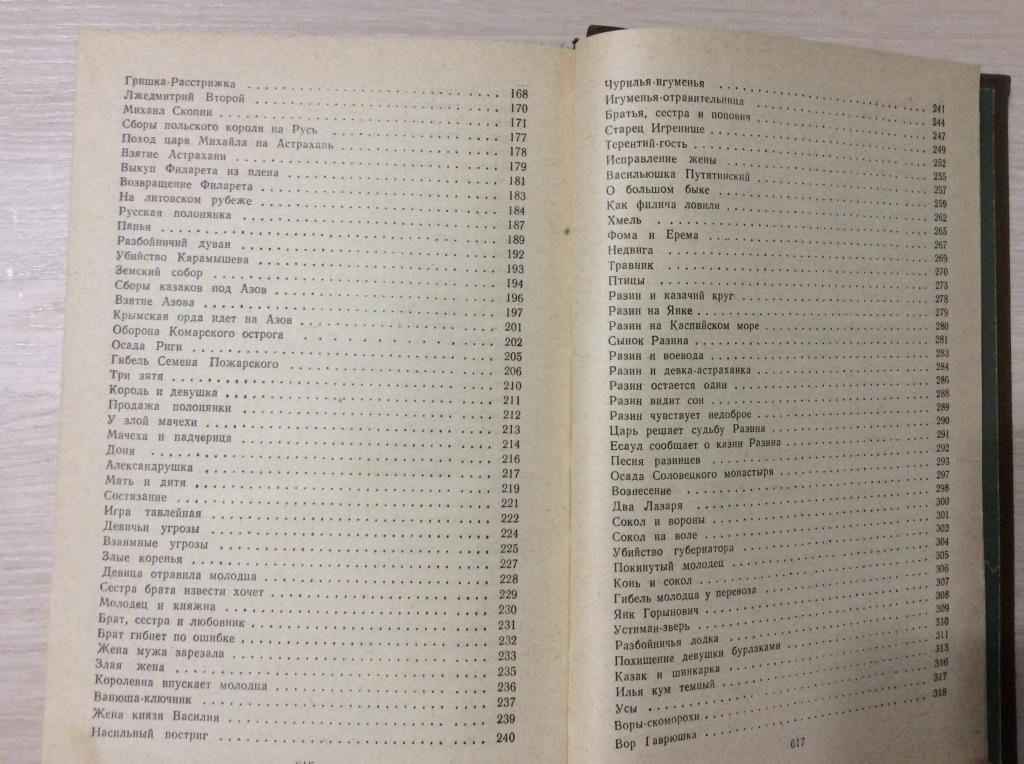 Гришка-Расстрижка 168
Лжедмитрий Второй 170
Михаил Скопин 171
Сборы польского короля на Русь 177
Поход царя Михайла на Астрахань 178
Взятие Астрахани 179
Выкуп Филарета из плена 181
Возвращение Филарета 183
На литовском рубеже 184
Русская полонянка 187
Панья 189
Разбойничий дуван 192
Убийство Карамышева 193
Земский собор 194
Сборы казаков под Азов 196
Взятие Азова 197
Крымская орда идет на Азов 201
Оборона Комарского острога 202
Осада Риги 205
Гибель Семена Пожарского 206
Три зятя 210
Король и девушка 211
Продажа полонянки 212
У злой мачехи 213
Мачеха и падчерица 214
Доня 216
Александрушка 217
Мать и дитя 219
Состязание 221
Игра тавлейная 222
Девичьи угрозы 224
Взаимные угрозы 225
Злые коренья 227
Девица отравила молодца 228
Сестра брата извести хочет 229
Молодец и княжна 230
Брат, сестра и любовник 231
Брат гибнет по ошибке 232
Жена мужа зарезала 233
Злая жена 235
Королевна впускает молодца 236
Ванюша-ключник 237
Жена князя Василия 239
Насильный постриг 240
Чурилья-игуменья 241
Игуменья-отравительница 244
Братья, сестра и попович 247
Старец Игренище 249
Терентий-гость 252
Исправление жены 255
Васильюшка Путятинский 257
О большом быке 259
Как филича ловили 262
Хмель 265
Фома и Ерема 267
Недвига 269
Травник 270
Птицы 273
Разин и казачий круг 278
Разин на Яике 279
Разин на Каспийском море 280
Сынок Разина 281
Разин и воевода 283
Разин и девка-астраханка 284
Разин остается один 286
Разин видит сон 288
Разин чувствует недоброе 289
Царь решает судьбу Разина 290
Есаул сообщает о казни Разина 291
Песня разинцев 292
Осада Соловецкого монастыря 293
Вознесение 297
Два Лазаря 298
Сокол и вороны 300
Сокол на воле 301
Убийство губернатора 302
Покинутый молодец 304
Конь и сокол 305
Гибель молодца у перевоза 306
Яик Горынович 307
Устиман-зверь 308
Разбойничья лодка 309
Похищение девушки бурлаками 310
Казак и шинкарка 311
Илья кум темный 313
Усы 316
Воры-скоморохи 317
Вор Гаврюшка 318
617